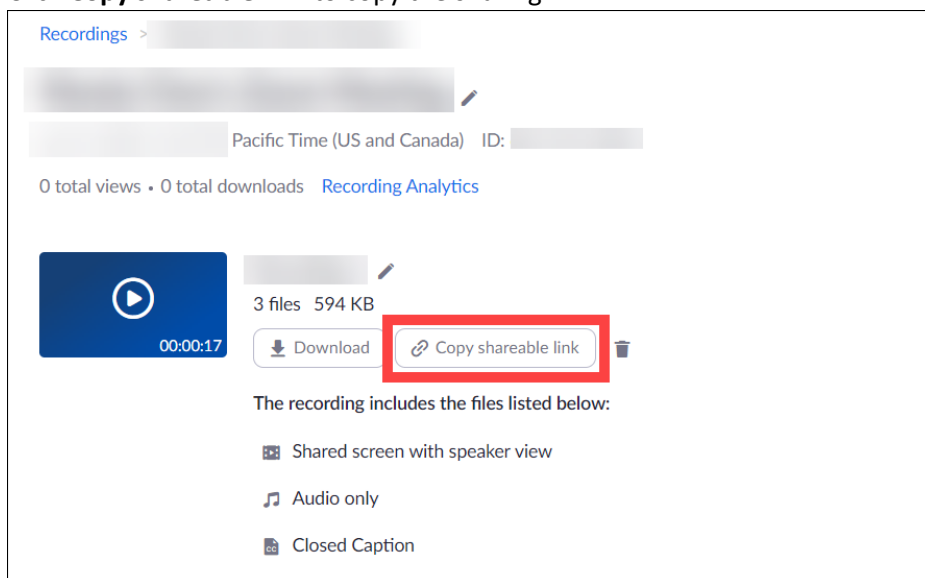 Recordings >
Pacific Time (US and Canada) ID:
0 total views • 0 total downloads Recording Analytics
3 files 594 KB
00:00:17
Download
Copy shareable link
The recording includes the files listed below:
Shared screen with speaker view
Audio only
cc Closed Caption